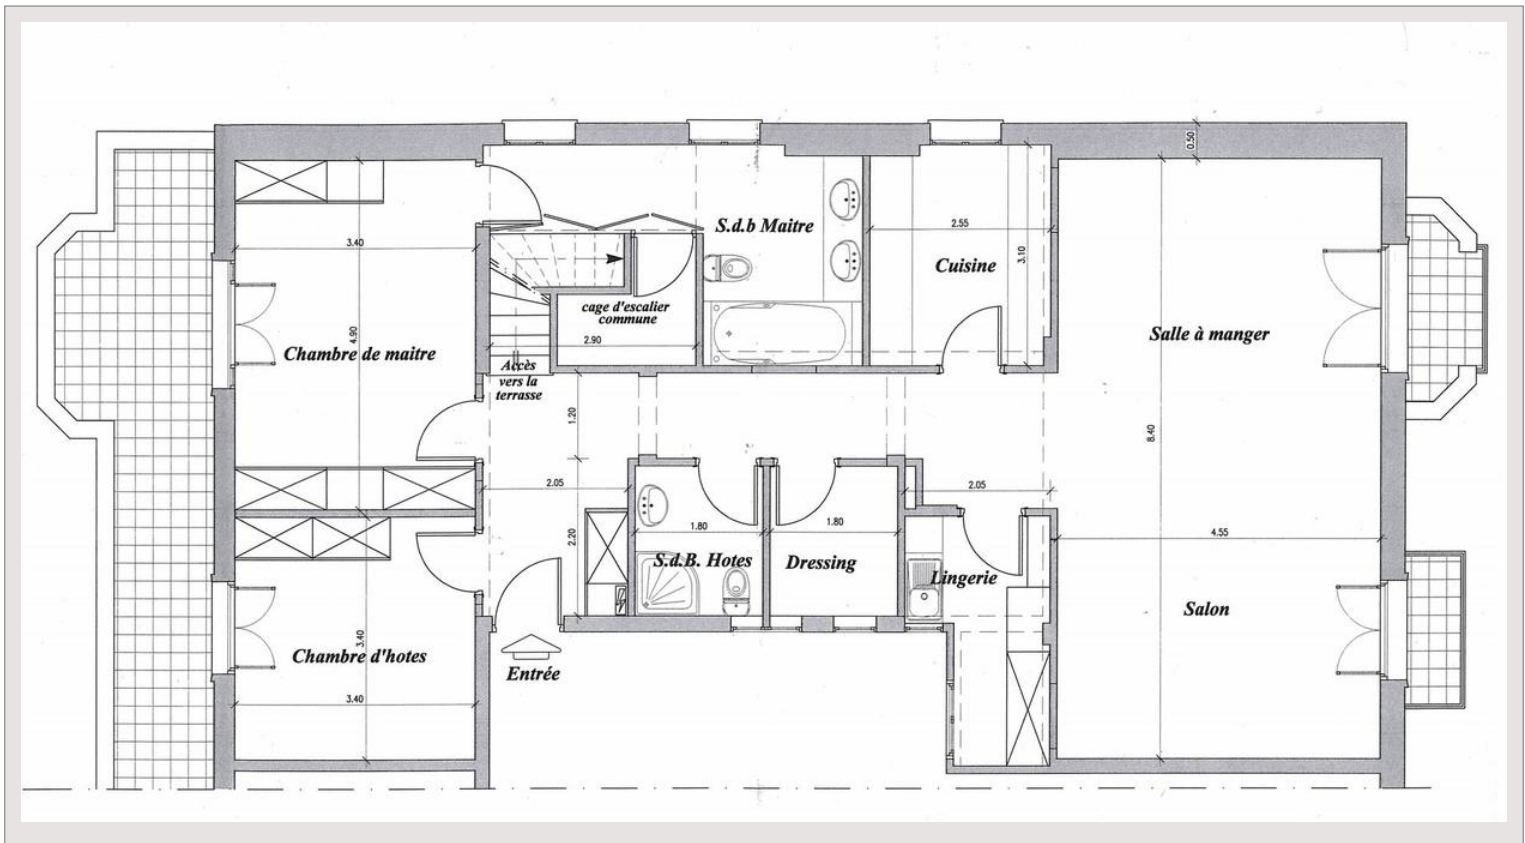 0.50
3.40
S.d.b Maitre
2.55
Cuisine
3.10
cage d'escalier
commune
2.90
4.90
Chambre de maitre
Salle à manger
Accès
vers la
terrasse
1.20
8.40
2.05
2.05
2.20
1.80
1.80
4.55
S.d.B. Hotes
Dressing
Lingerie
Salon
3.40
Chambre d'hotes
Entrée
3.40